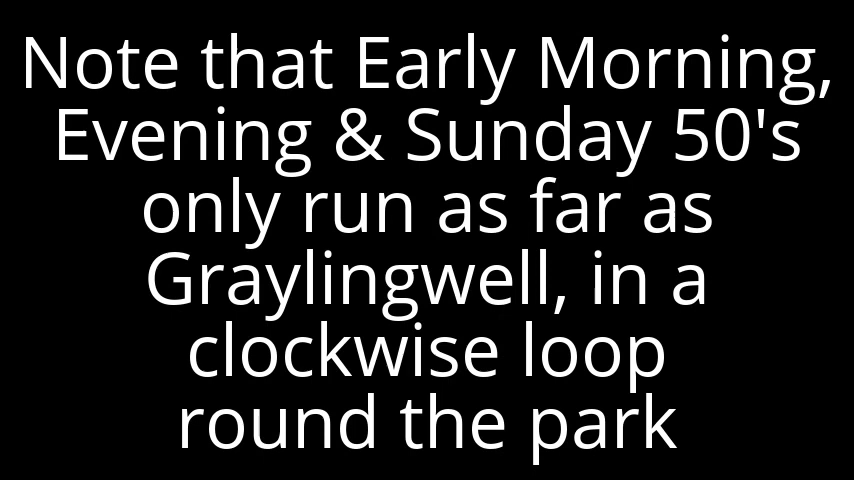 Note that Early Morning,
Evening & Sunday 50's
only run as far as
Graylingwell, in a
clockwise loop
round the park